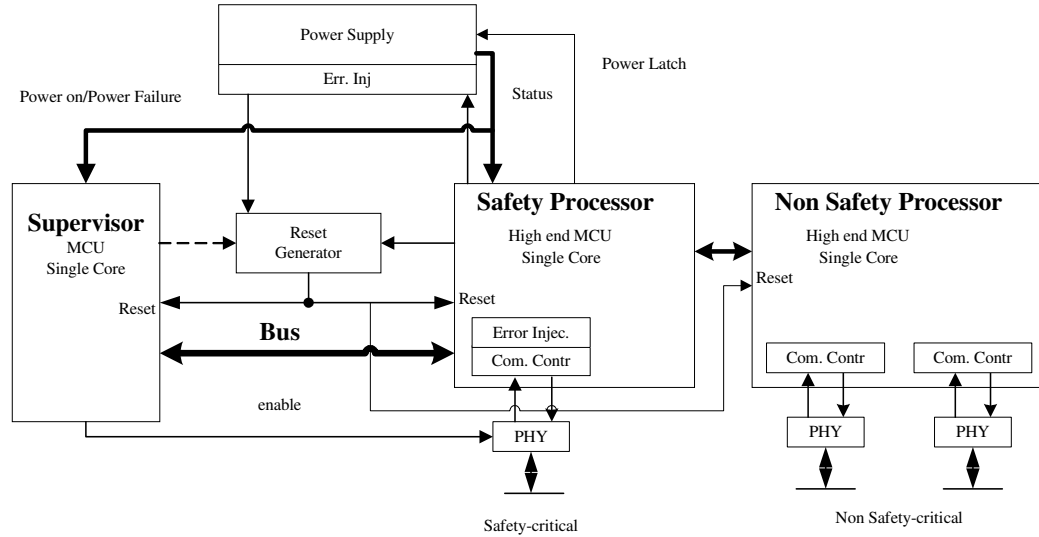 Power Supply
Err. Inj
Power Latch
Power on/Power Failure
Status
Supervisor
MCU
Single Core
Reset
Generator
Safety Processor
High end MCU
Single Core
Non Safety Processor
High end MCU
Single Core
Reset
Reset
Reset
Bus
Error Injec.
Com. Contr
Com. Contr
Com. Contr
enable
PHY
PHY
PHY
Safety-critical
Non Safety-critical